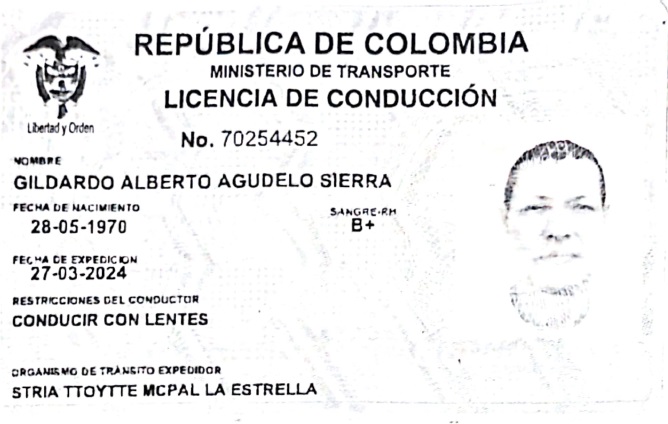 REPÚBLICA DE COLOMBIA
MINISTERIO DE TRANSPORTE
LICENCIA DE CONDUCCIÓN
Libertad y Orden
No. 70254452
NOMBRE
GILDARDO ALBERTO AGUDELO SIERRA
FECHA DE NACIMIENTO SANGRE-RH
28-05-1970 B+
FECHA DE EXPEDICION
27-03-2024
RESTRICCIONES DEL CONDUCTOR
CONDUCIR CON LENTES
ORGANISMO DE TRÁNSITO EXPEDIDOR
STRIA TTOYTTE MCPAL LA ESTRELLA